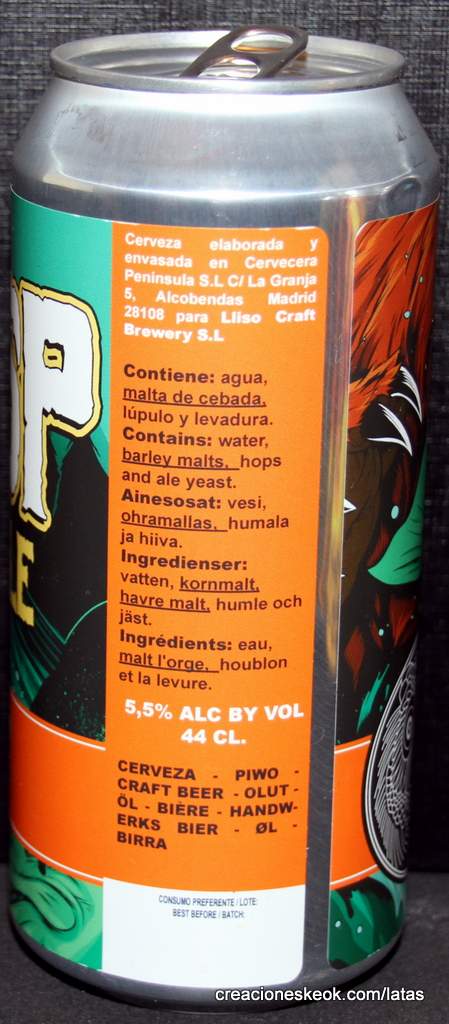 Cerveza elaborada y
envasada en Cervecera
Península S.L C/ La Granja
5, Alcobendas Madrid
28108 para Lliso Craft
Brewery S.L
Contiene: agua,
malta de cebada,
lúpulo y levadura.
Contains: water,
barley malts, hops
and ale yeast.
Ainesosat: vesi,
ohramallas, humala
ja hiiva.
Ingredienser:
vatten, kornmalt,
havre malt, humle och
jäst.
Ingrédients: eau,
malt l'orge, houblon
et la levure.
5,5% ALC BY VOL
44 CL.
CERVEZA - PIWO -
CRAFT BEER - OLUT -
ÖL - BIÈRE - HANDW-
ERKS BIER - ØL -
BIRRA
CONSUMO PREFERENTE / LOTE:
BEST BEFORE / BATCH:
creacioneskeok.com/latas